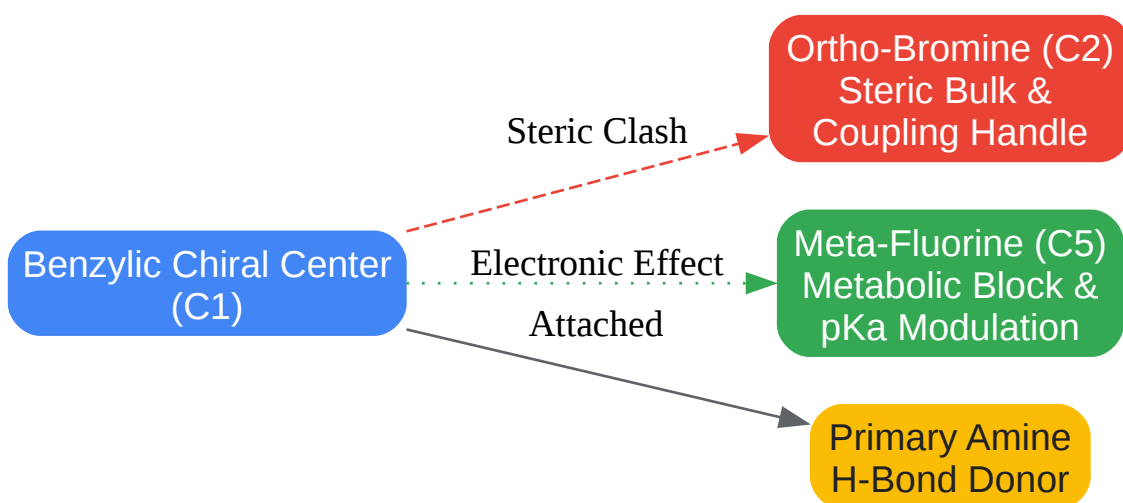 Ortho-Bromine (C2)
Steric Bulk &
Coupling Handle
Steric Clash
Benzylic Chiral Center
(C1)
Electronic Effect
Meta-Fluorine (C5)
Metabolic Block &
pKa Modulation
Attached
Primary Amine
H-Bond Donor